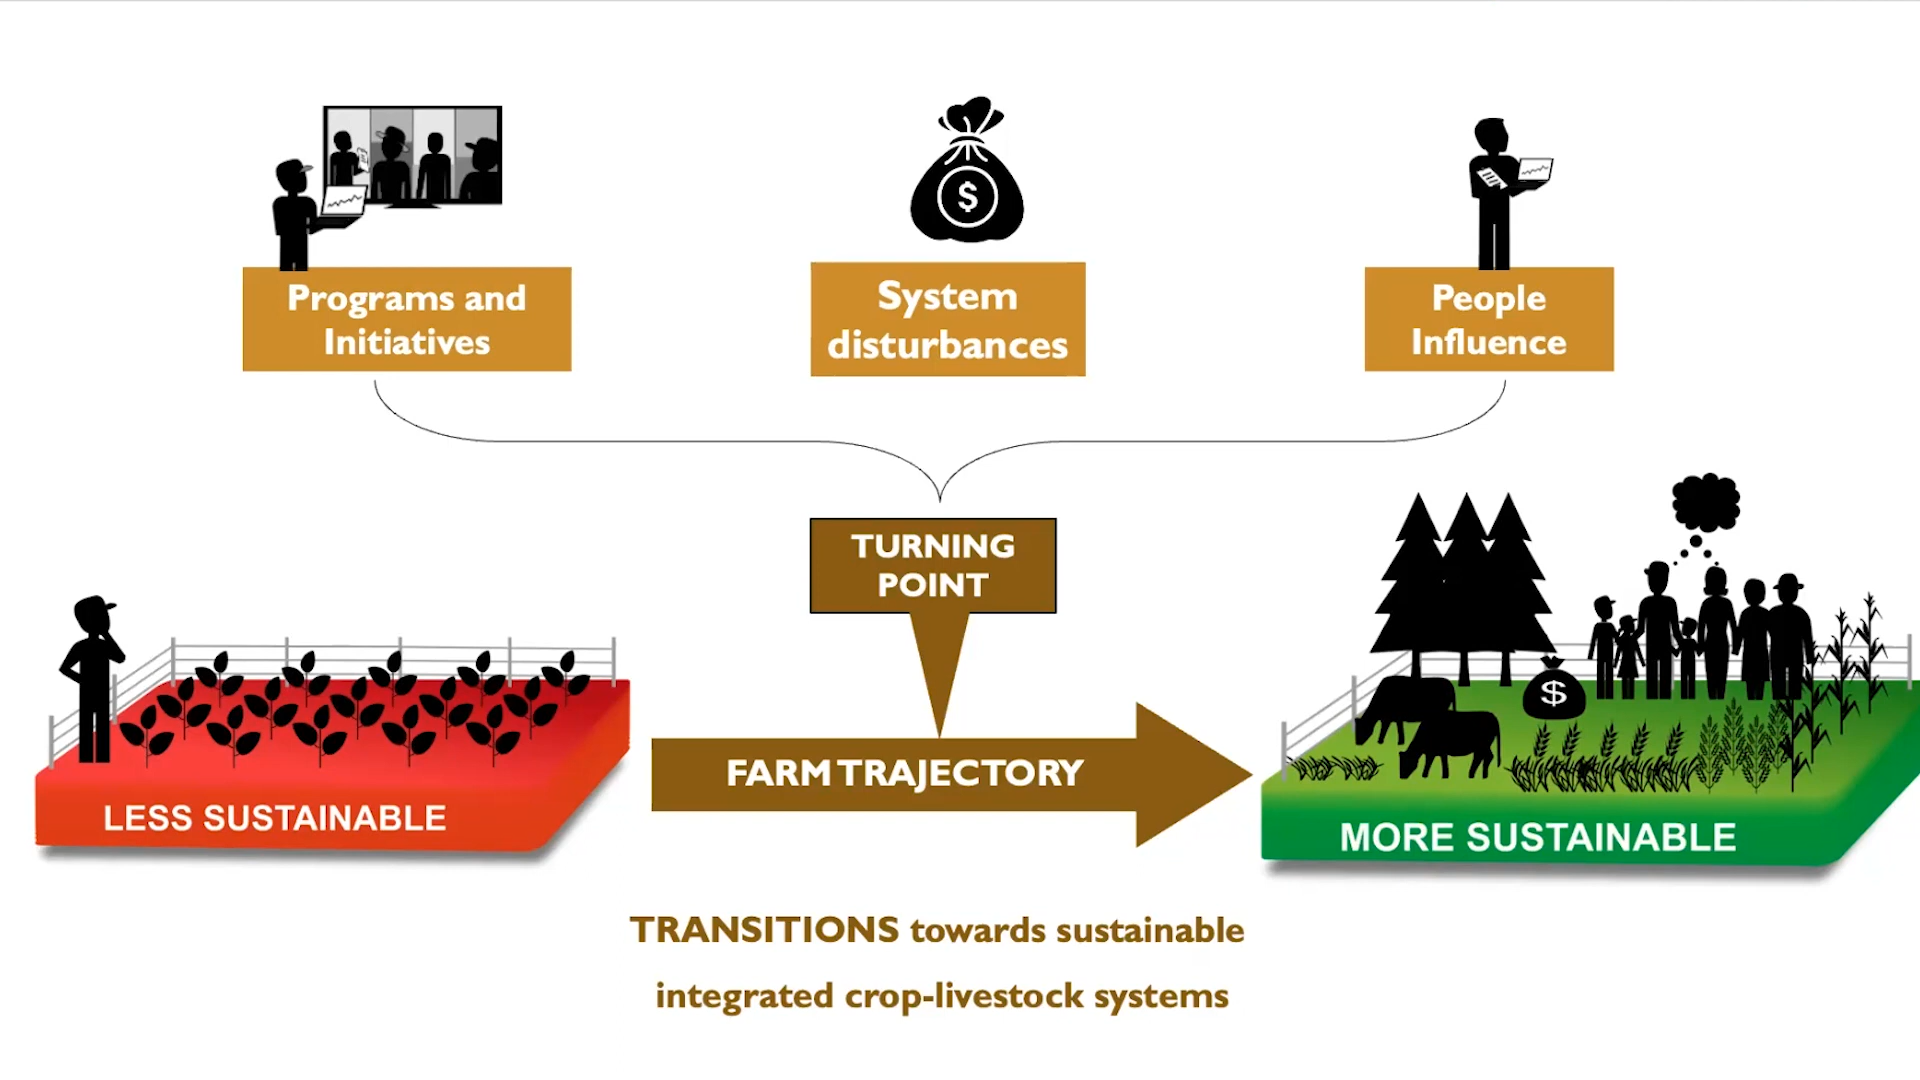 Programs and
Initiatives
$
System
disturbances
People
Influence
TURNING
POINT
$
LESS SUSTAINABLE
FARM TRAJECTORY
MORE SUSTAINABLE
TRANSITIONS towards sustainable
integrated crop-livestock systems